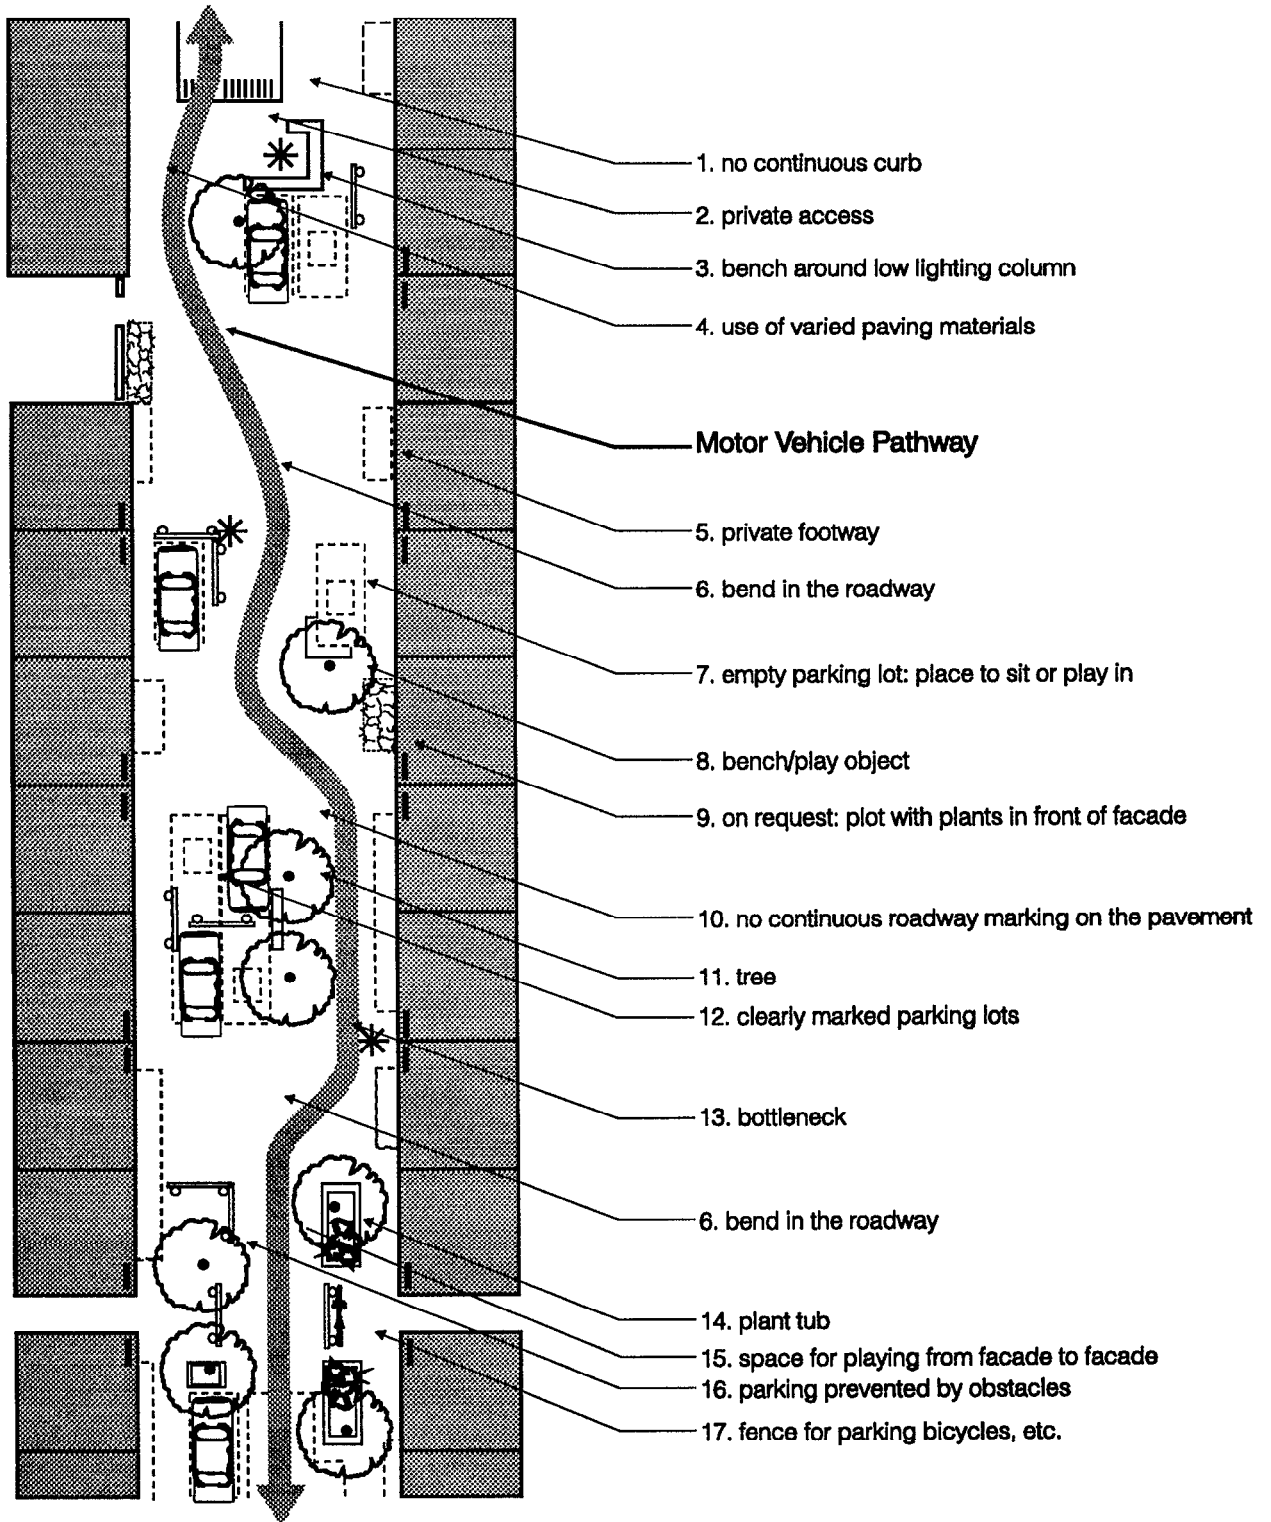 1. no continuous curb
2. private access
3. bench around low lighting column
4. use of varied paving materials
Motor Vehicle Pathway
5. private footway
6. bend in the roadway
7. empty parking lot: place to sit or play in
8. bench/play object
9. on request: plot with plants in front of facade
10. no continuous roadway marking on the pavement
11. tree
12. clearly marked parking lots
13. bottleneck
6. bend in the roadway
14. plant tub
15. space for playing from facade to facade
16. parking prevented by obstacles
17. fence for parking bicycles, etc.